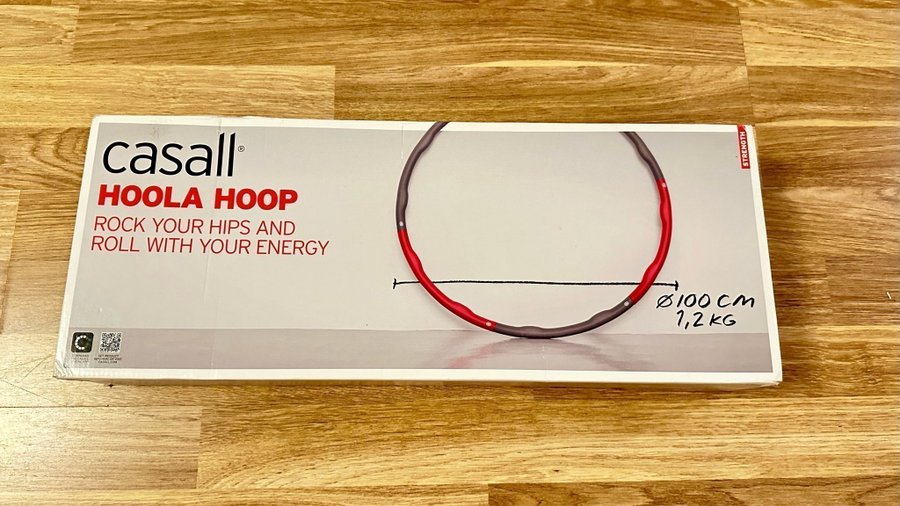 casall®
HOOLA HOOP
ROCK YOUR HIPS AND
ROLL WITH YOUR ENERGY
STRENGTH
Ø100 CM
1,2 KG